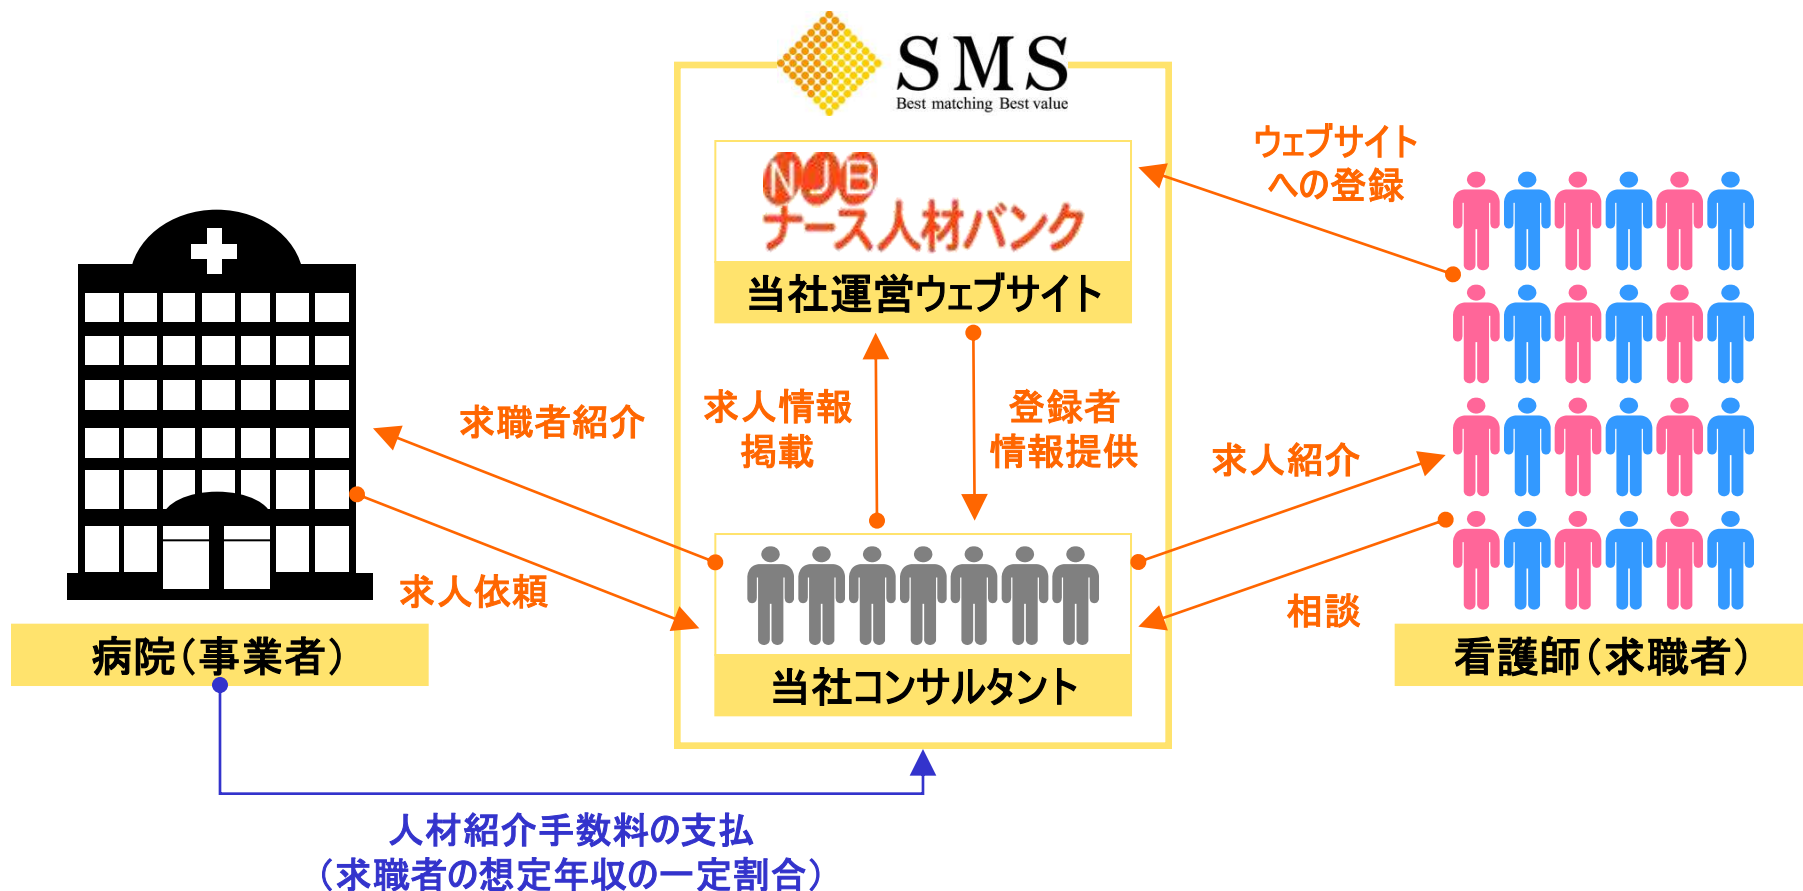 SMS
Best matching Best value
NJB
ナース人材バンク
当社運営ウェブサイト
ウェブサイト
への登録
求職者紹介
求人情報
掲載
登録者
情報提供
求人紹介
求人依頼
相談
病院(事業者)
当社コンサルタント
看護師(求職者)
人材紹介手数料の支払
(求職者の想定年収の一定割合)